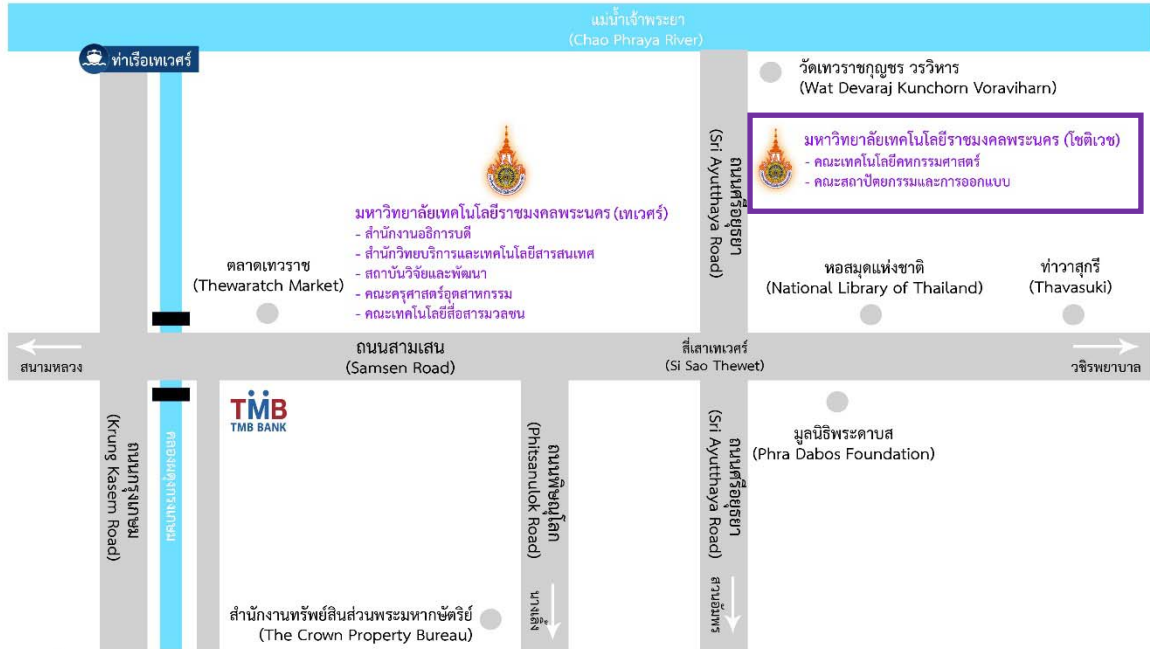 แม่น้ำเจ้าพระยา
(Chao Phraya River)
ท่าเรือเทเวศร์
วัดเทวราชกุญชร วรวิหาร
(Wat Devaraj Kunchorn Voraviharn)
ถนนศรีอยุธยา
(Sri Ayutthaya Road)
มหาวิทยาลัยเทคโนโลยีราชมงคลพระนคร (โชติเวช)
- คณะเทคโนโลยีคหกรรมศาสตร์
- คณะสถาปัตยกรรมและการออกแบบ
มหาวิทยาลัยเทคโนโลยีราชมงคลพระนคร (เทเวศร์)
- สำนักงานอธิการบดี
- สำนักวิทยบริการและเทคโนโลยีสารสนเทศ
- สถาบันวิจัยและพัฒนา
- คณะครุศาสตร์อุตสาหกรรม
- คณะเทคโนโลยีสื่อสารมวลชน
ตลาดเทวราช
(Thewaratch Market)
หอสมุดแห่งชาติ
(National Library of Thailand)
ท่าวาสุกรี
(Thavasuki)
สนามหลวง
ถนนสามเสน
(Samsen Road)
สี่เสาเทเวศร์
(Si Sao Thewet)
วชิรพยาบาล
TMB
TMB BANK
ถนนกรุงเกษม
(Krung Kasem Road)
คลองผดุงกรุงเกษม
ถนนพิษณุโลก
(Phitsanulok Road)
นางเลิ้ง
ถนนศรีอยุธยา
(Sri Ayutthaya Road)
สวนอัมพร
มูลนิธิพระดาบส
(Phra Dabos Foundation)
สำนักงานทรัพย์สินส่วนพระมหากษัตริย์
(The Crown Property Bureau)